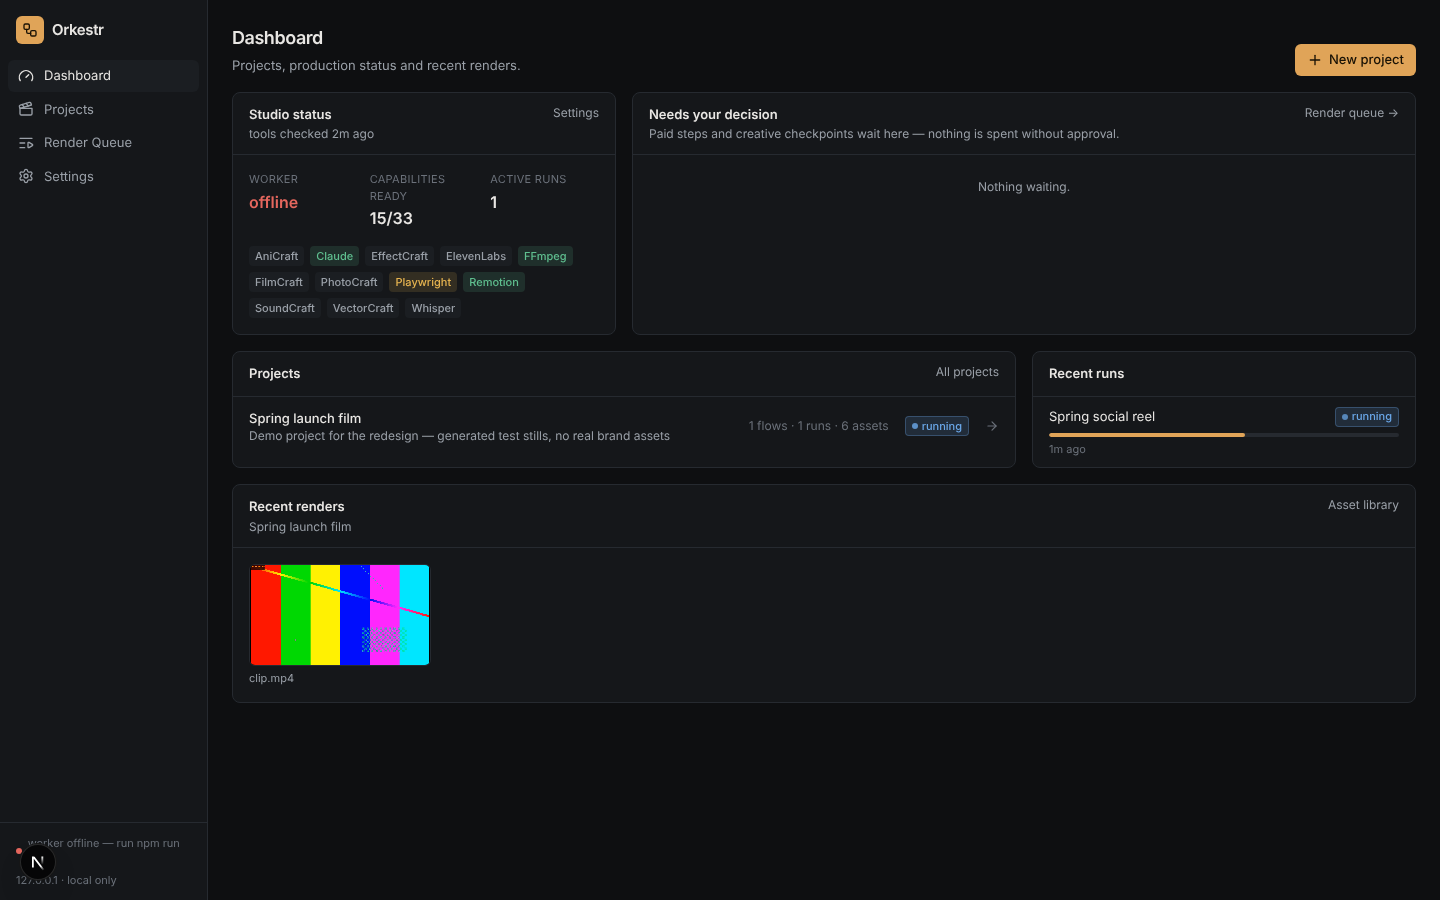 Orkestr
Dashboard
Projects
Render Queue
Settings
Dashboard
Projects, production status and recent renders.
New project
Studio status
Settings
tools checked 2m ago
WORKER
offline
CAPABILITIES
READY
15/33
ACTIVE RUNS
1
AniCraft Claude EffectCraft ElevenLabs FFmpeg
FilmCraft PhotoCraft Playwright Remotion
SoundCraft VectorCraft Whisper
Needs your decision
Render queue →
Paid steps and creative checkpoints wait here — nothing is spent without approval.
Nothing waiting.
Projects
All projects
Spring launch film
Demo project for the redesign — generated test stills, no real brand assets
1 flows · 1 runs · 6 assets
running
Recent runs
Spring social reel
running
1m ago
Recent renders
Asset library
Spring launch film
clip.mp4
worker offline — run npm run
N
127.0.0.1 · local only